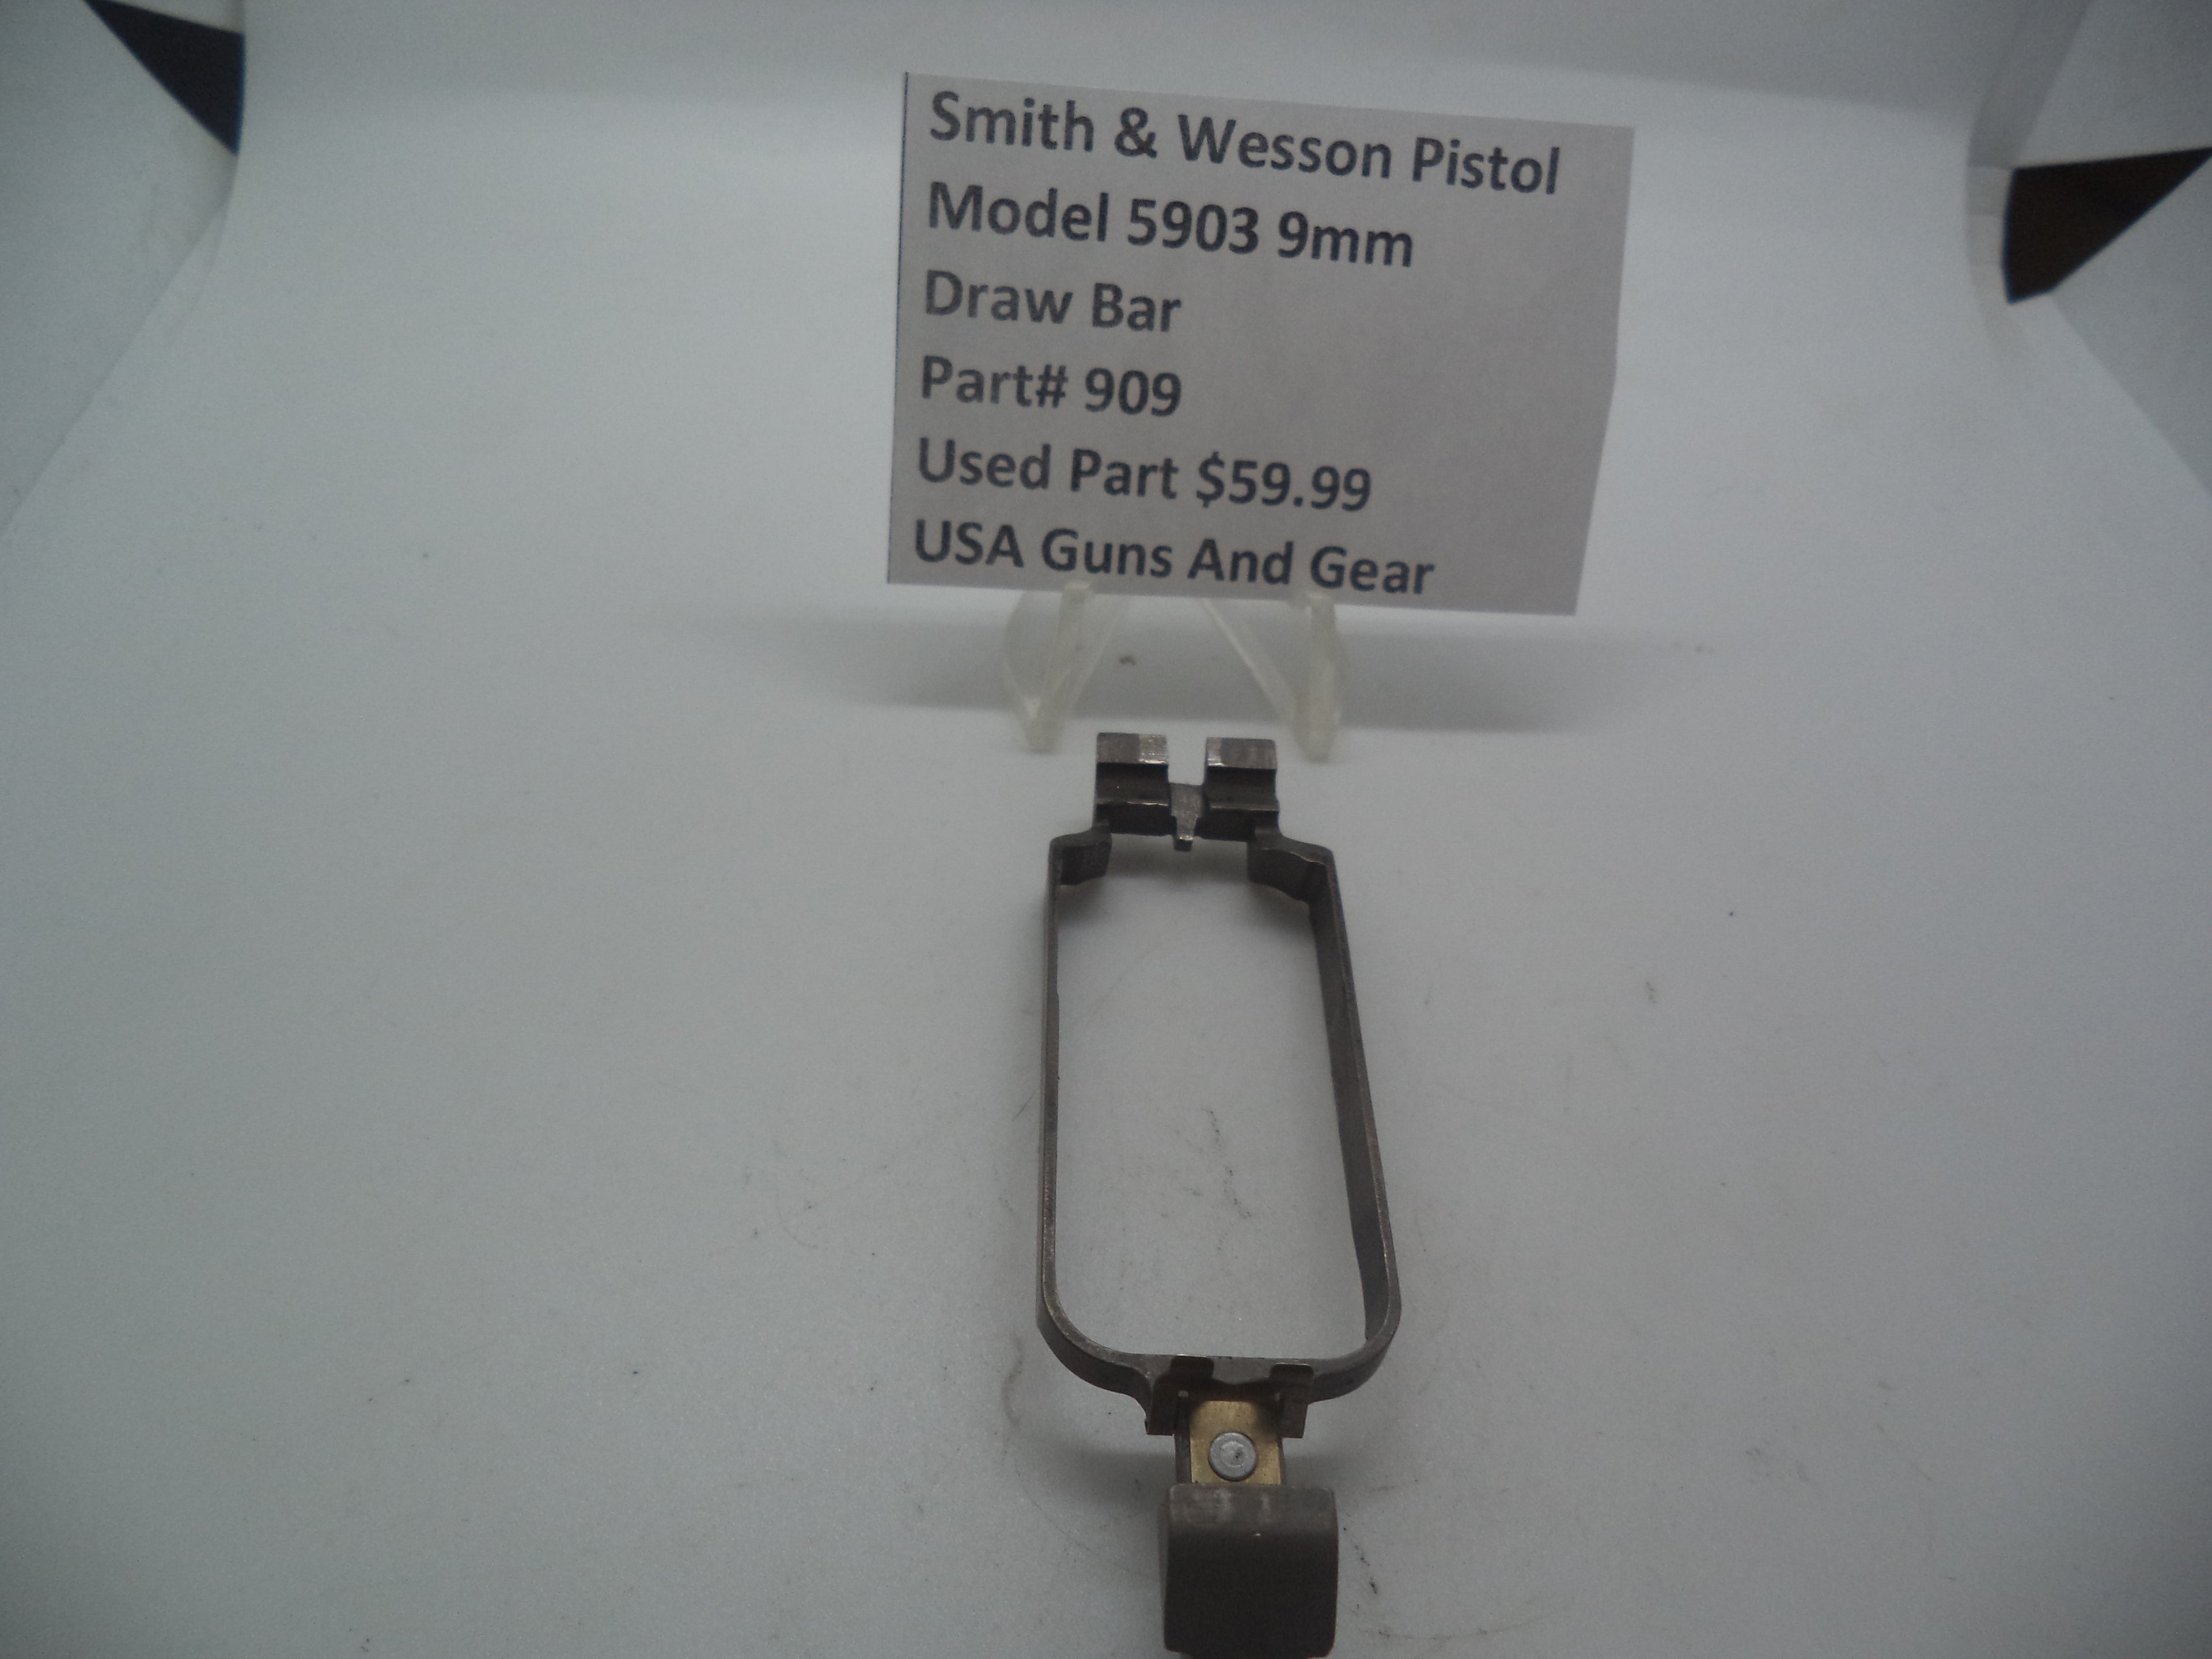 Smith & Wesson Pistol
Model 5903 9mm
Draw Bar
Part# 909
Used Part $59.99
USA Guns And Gear